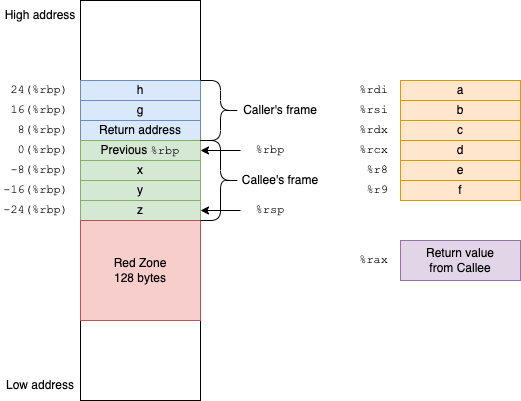 High address
24(%rbp) h %rdi a
16(%rbp) g Caller's frame %rsi b
8(%rbp) Return address %rdx c
0(%rbp) Previous %rbp %rbp %rcx d
-8(%rbp) x Callee's frame %r8 e
-16(%rbp) y %r9 f
-24(%rbp) z %rsp
Red Zone
128 bytes
%rax Return value
from Callee
Low address